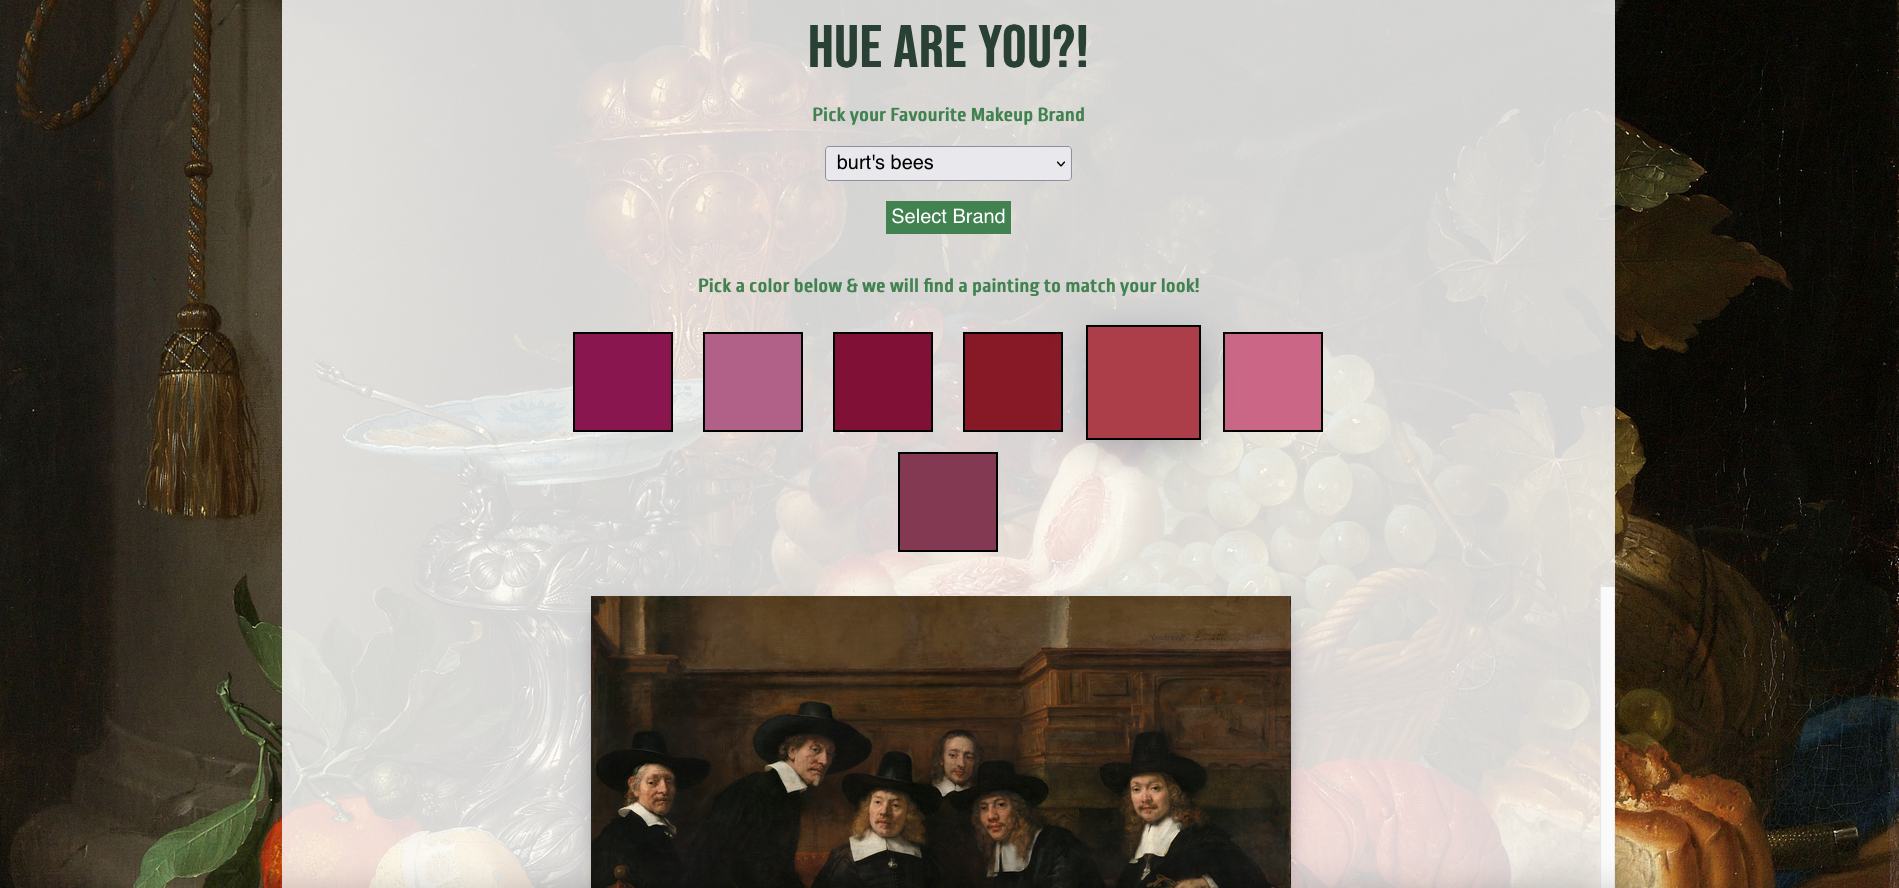 HUE ARE YOU?!
Pick your Favourite Makeup Brand
burt's bees
Select Brand
Pick a color below & we will find a painting to match your look!